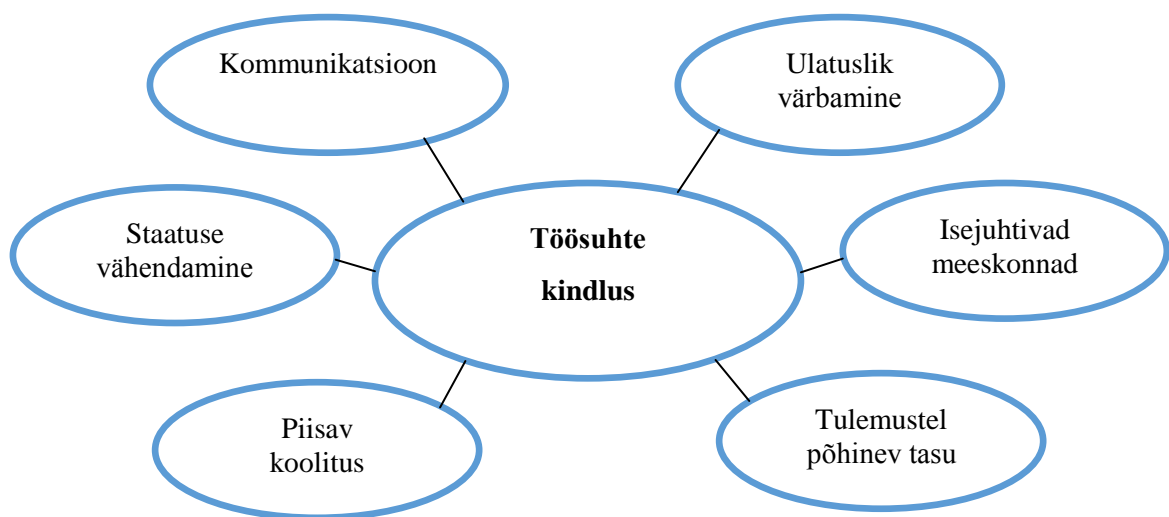 Kommunikatsioon
Ulatuslik
värbamine
Staatuse
vähendamine
Töösuhte
kindlus
Isejuhtivad
meeskonnad
Piisav
koolitus
Tulemustel
põhinev tasu